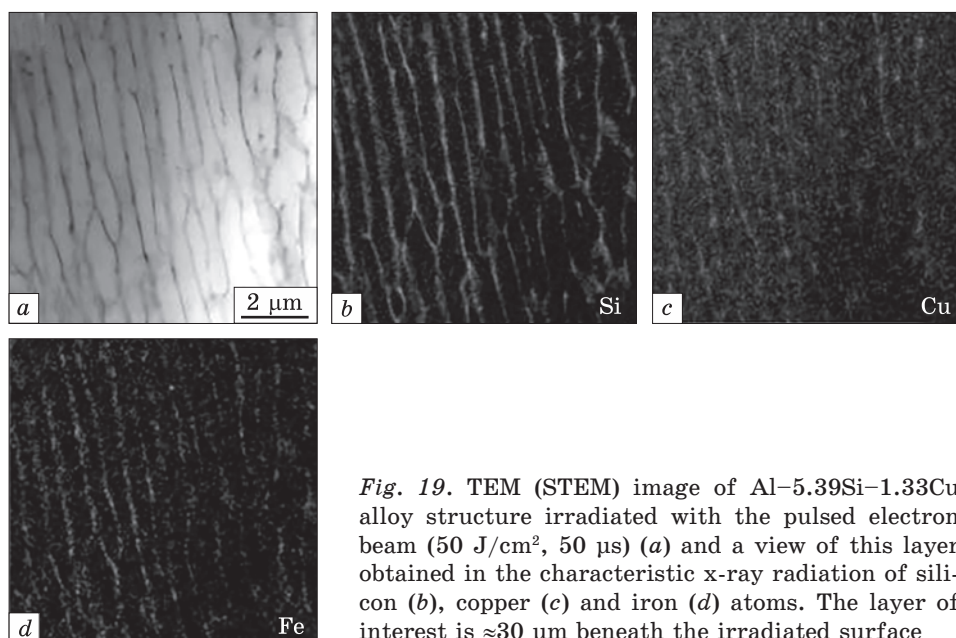 a
2 µm
b
Si
c
Cu
d
Fe
Fig. 19. TEM (STEM) image of Al–5.39Si–1.33Cu
alloy structure irradiated with the pulsed electron
beam (50 J/cm², 50 µs) (a) and a view of this layer
obtained in the characteristic x-ray radiation of sili-
con (b), copper (c) and iron (d) atoms. The layer of
interest is ≈30 µm beneath the irradiated surface